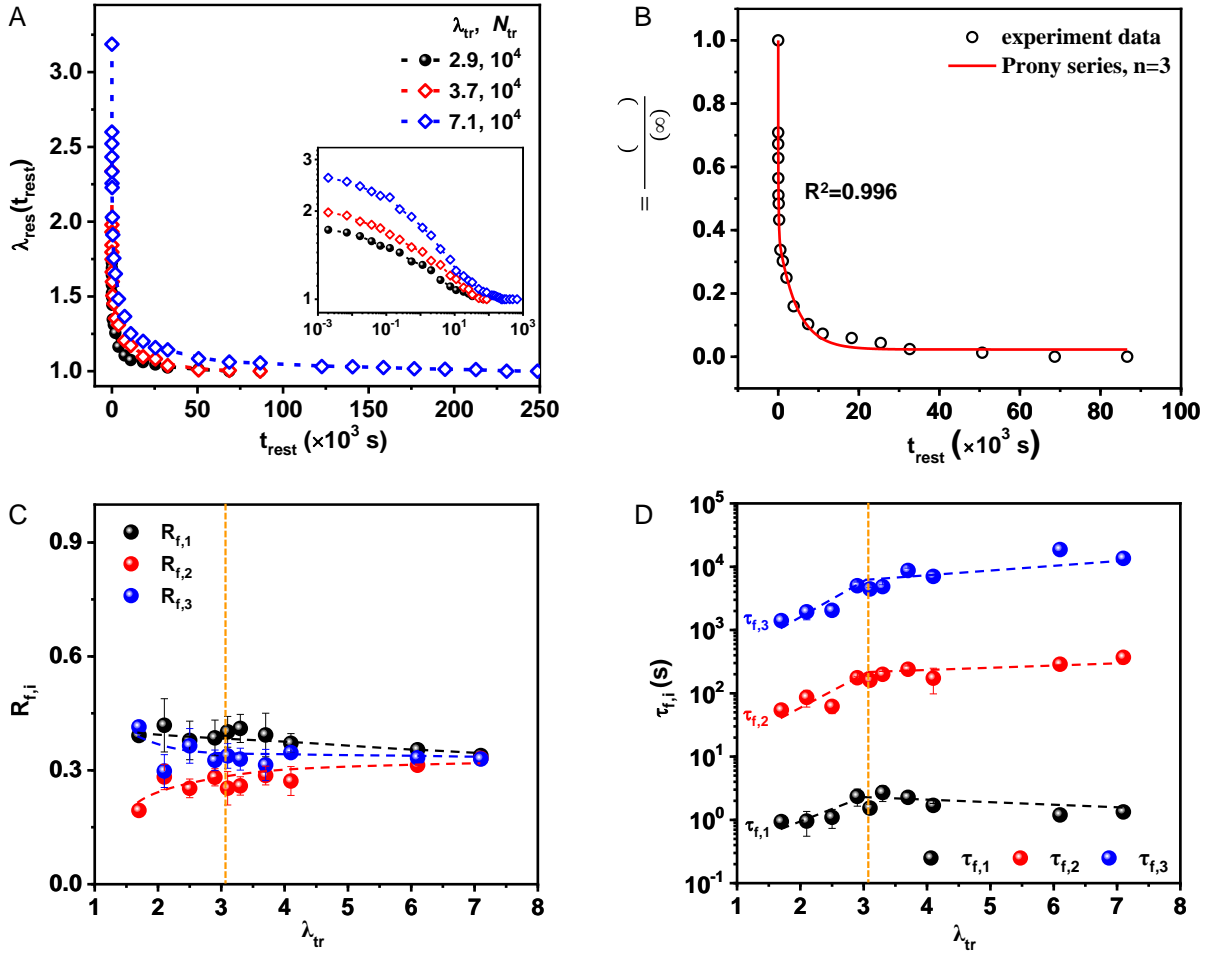 A
λtr, Ntr
2.9, 10^4
3.7, 10^4
7.1, 10^4
λres(trest)
3.0
2.5
2.0
1.5
1.0
3
2
1
10^-3 10^-1 10^1 10^3
0 50 100 150 200 250
trest (×10^3 s)
B
experiment data
Prony series, n=3
R²=0.996
= ( ) (∞)
1.0
0.8
0.6
0.4
0.2
0.0
0 20 40 60 80 100
trest (×10^3 s)
C
Rf,1
Rf,2
Rf,3
Rf,i
0.9
0.6
0.3
0.0
1 2 3 4 5 6 7 8
λtr
D
τf,i (s)
10^5
10^4
10^3
10^2
10^1
10^0
10^-1
τf,3
τf,2
τf,1
τf,1 τf,2 τf,3
1 2 3 4 5 6 7 8
λtr